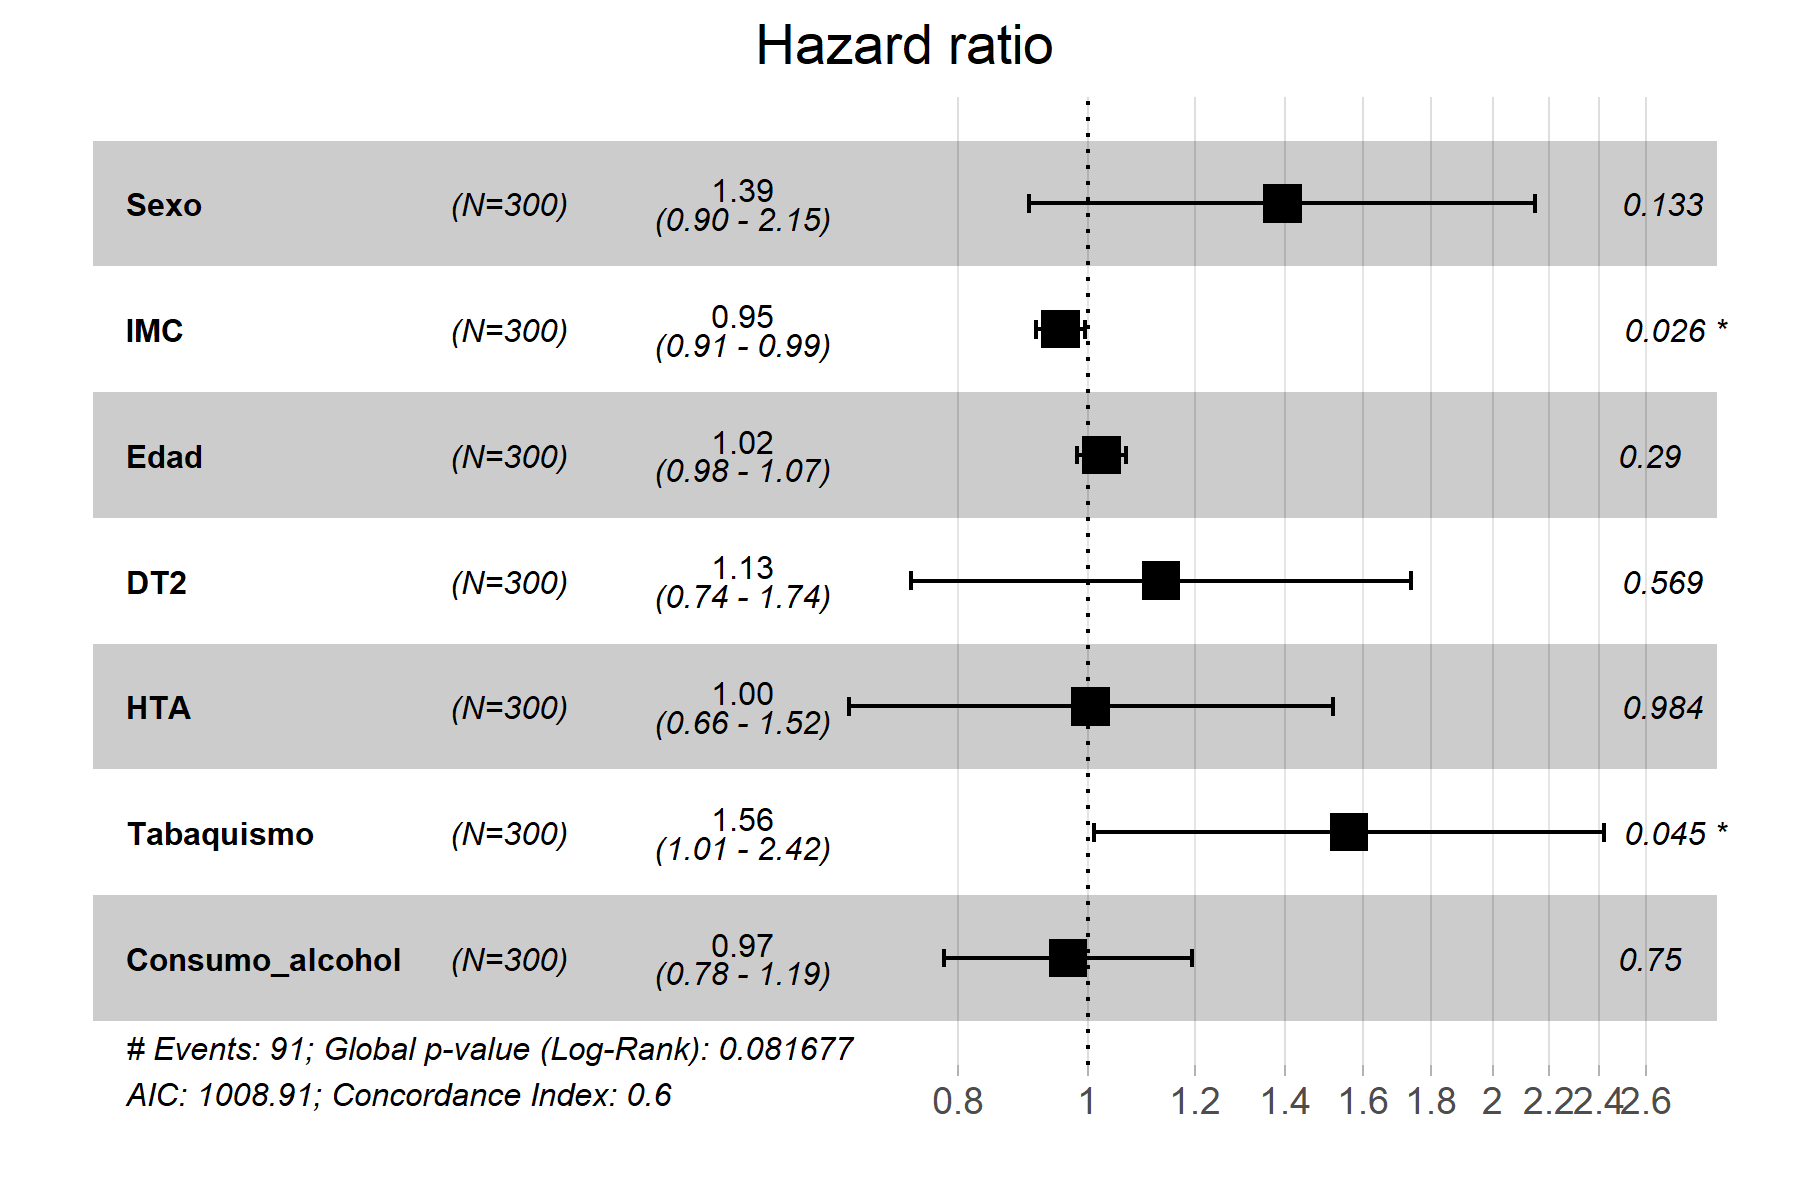 Hazard ratio
Sexo (N=300) 1.39 (0.90 - 2.15) 0.133
IMC (N=300) 0.95 (0.91 - 0.99) 0.026 *
Edad (N=300) 1.02 (0.98 - 1.07) 0.29
DT2 (N=300) 1.13 (0.74 - 1.74) 0.569
HTA (N=300) 1.00 (0.66 - 1.52) 0.984
Tabaquismo (N=300) 1.56 (1.01 - 2.42) 0.045 *
Consumo_alcohol (N=300) 0.97 (0.78 - 1.19) 0.75
# Events: 91; Global p-value (Log-Rank): 0.081677
AIC: 1008.91; Concordance Index: 0.6
0.8 1 1.2 1.4 1.6 1.8 2 2.2 2.4 2.6